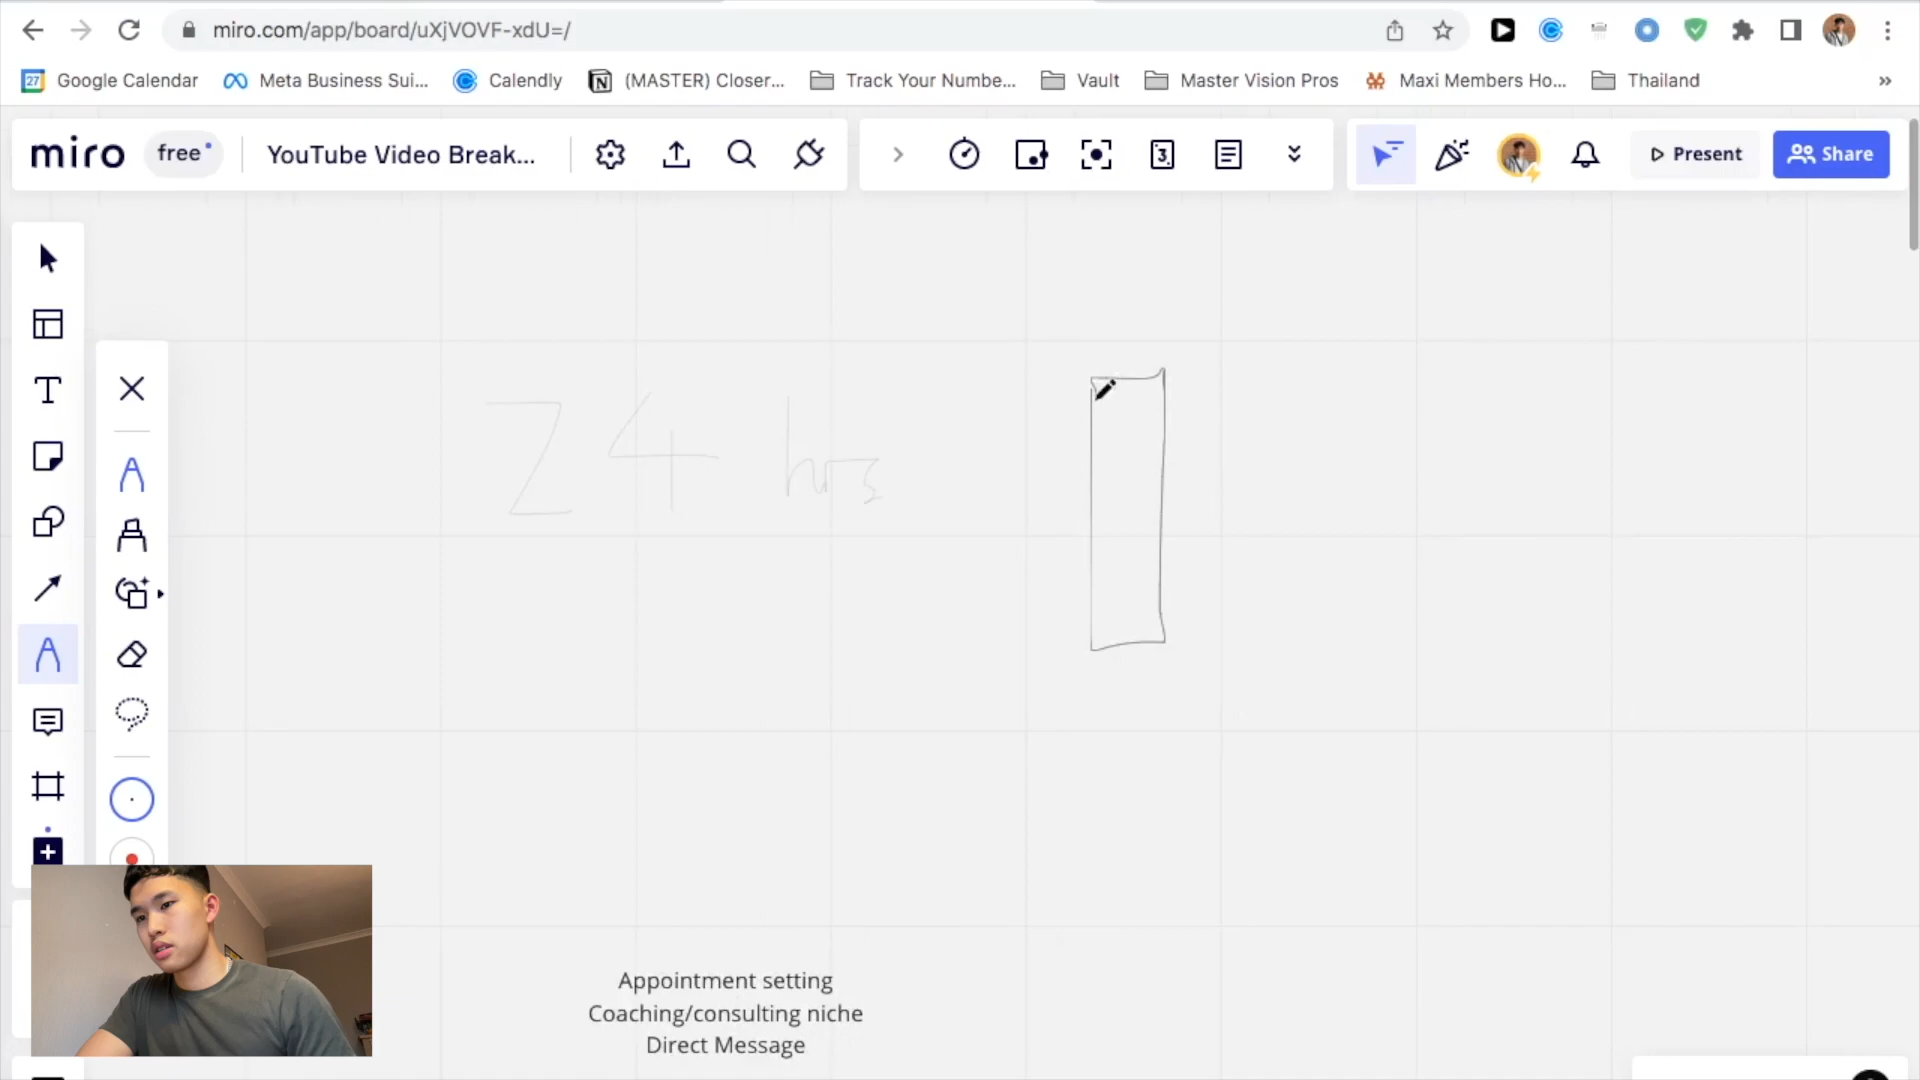 miro.com/app/board/uXjVOVF-xdU=/
27 Google Calendar Meta Business Sui... Calendly (MASTER) Closer... Track Your Numbe... Vault Master Vision Pros Maxi Members Ho... Thailand »
miro free YouTube Video Break... 3 Present Share
24 hrs
Appointment setting
Coaching/consulting niche
Direct Message